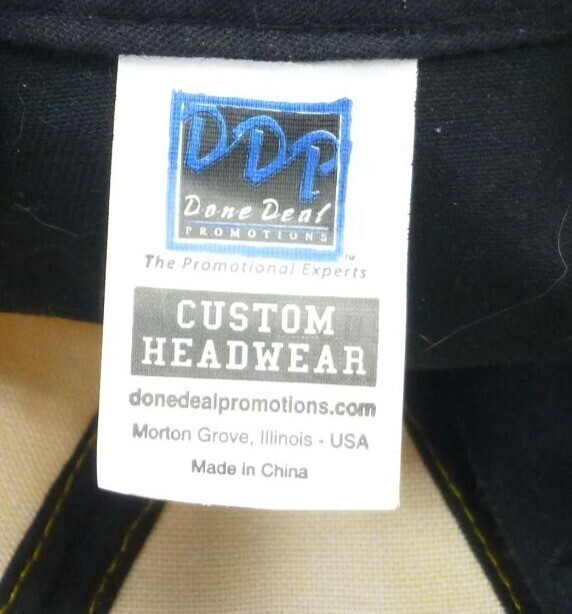 DDP
Done Deal
PROMOTIONS
™
The Promotional Experts
CUSTOM
HEADWEAR
donedealpromotions.com
Morton Grove, Illinois - USA
Made in China